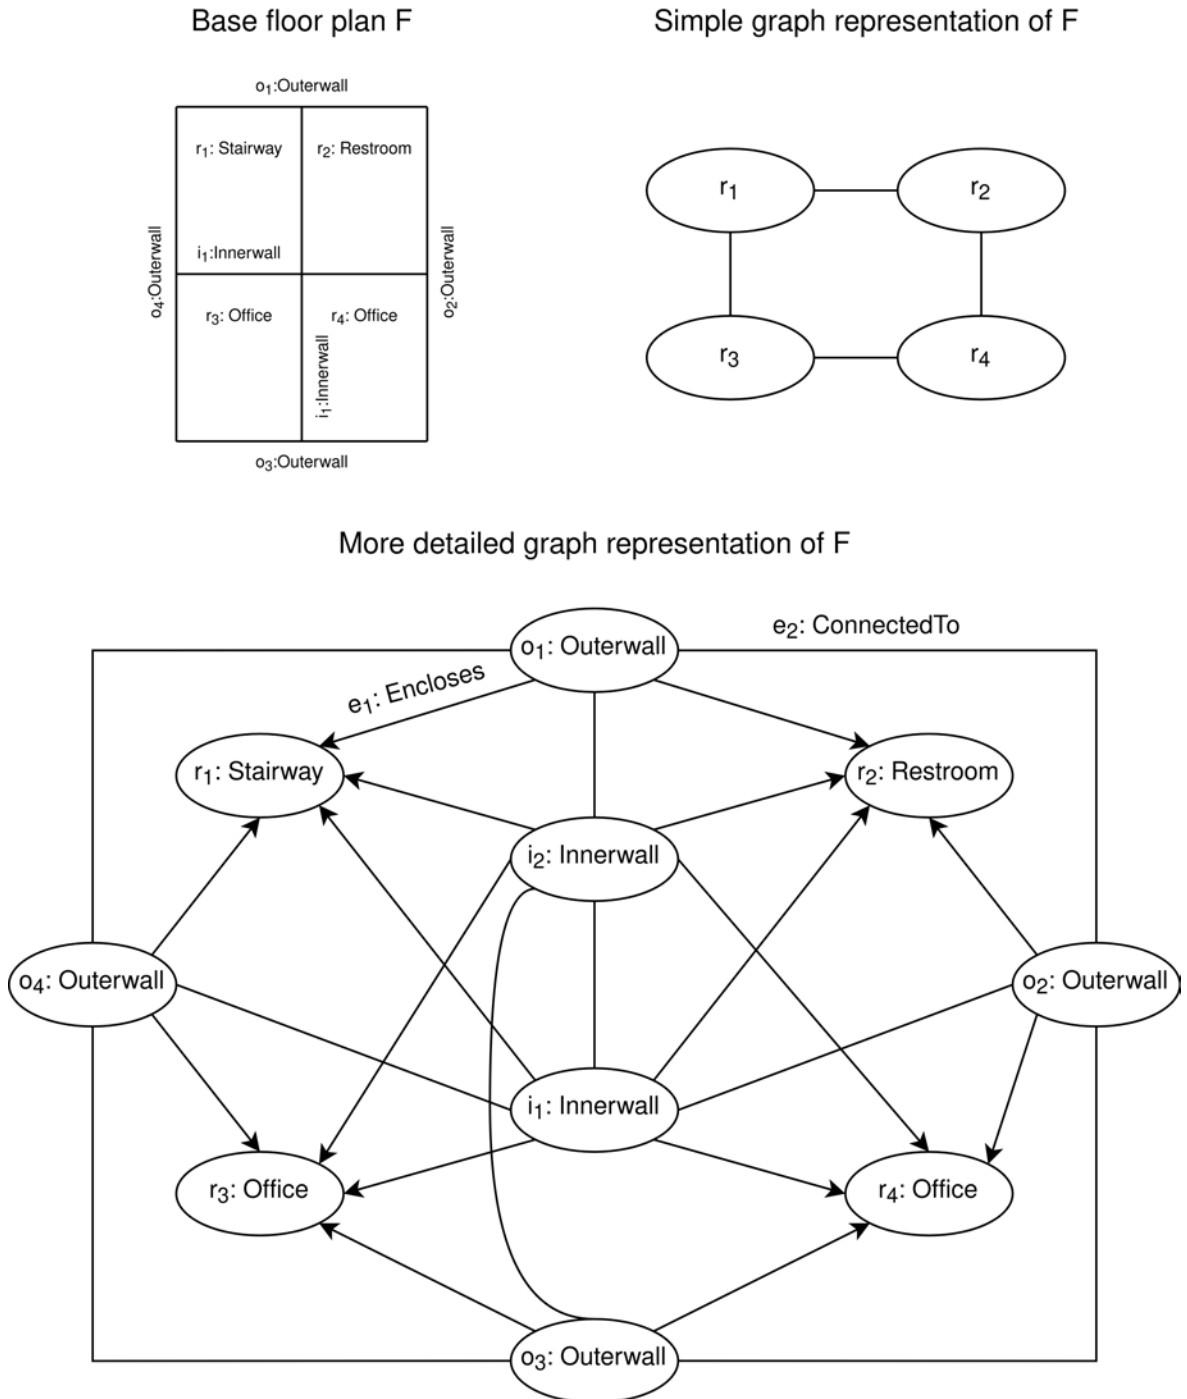 Base floor plan F
Simple graph representation of F
o₁:Outerwall
r₁: Stairway
r₂: Restroom
i₁:Innerwall
o₄:Outerwall
o₂:Outerwall
r₃: Office
r₄: Office
i₁:Innerwall
o₃:Outerwall
r₁
r₂
r₃
r₄
More detailed graph representation of F
o₁: Outerwall
e₂: ConnectedTo
e₁: Encloses
r₁: Stairway
r₂: Restroom
i₂: Innerwall
o₄: Outerwall
o₂: Outerwall
i₁: Innerwall
r₃: Office
r₄: Office
o₃: Outerwall